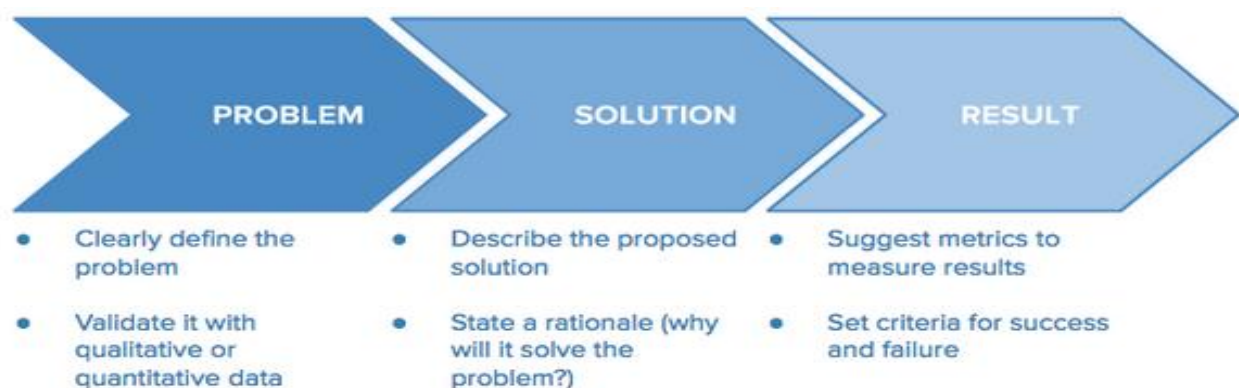 PROBLEM
SOLUTION
RESULT
● Clearly define the
problem
● Validate it with
qualitative or
quantitative data
● Describe the proposed
solution
● State a rationale (why
will it solve the
problem?)
● Suggest metrics to
measure results
● Set criteria for success
and failure